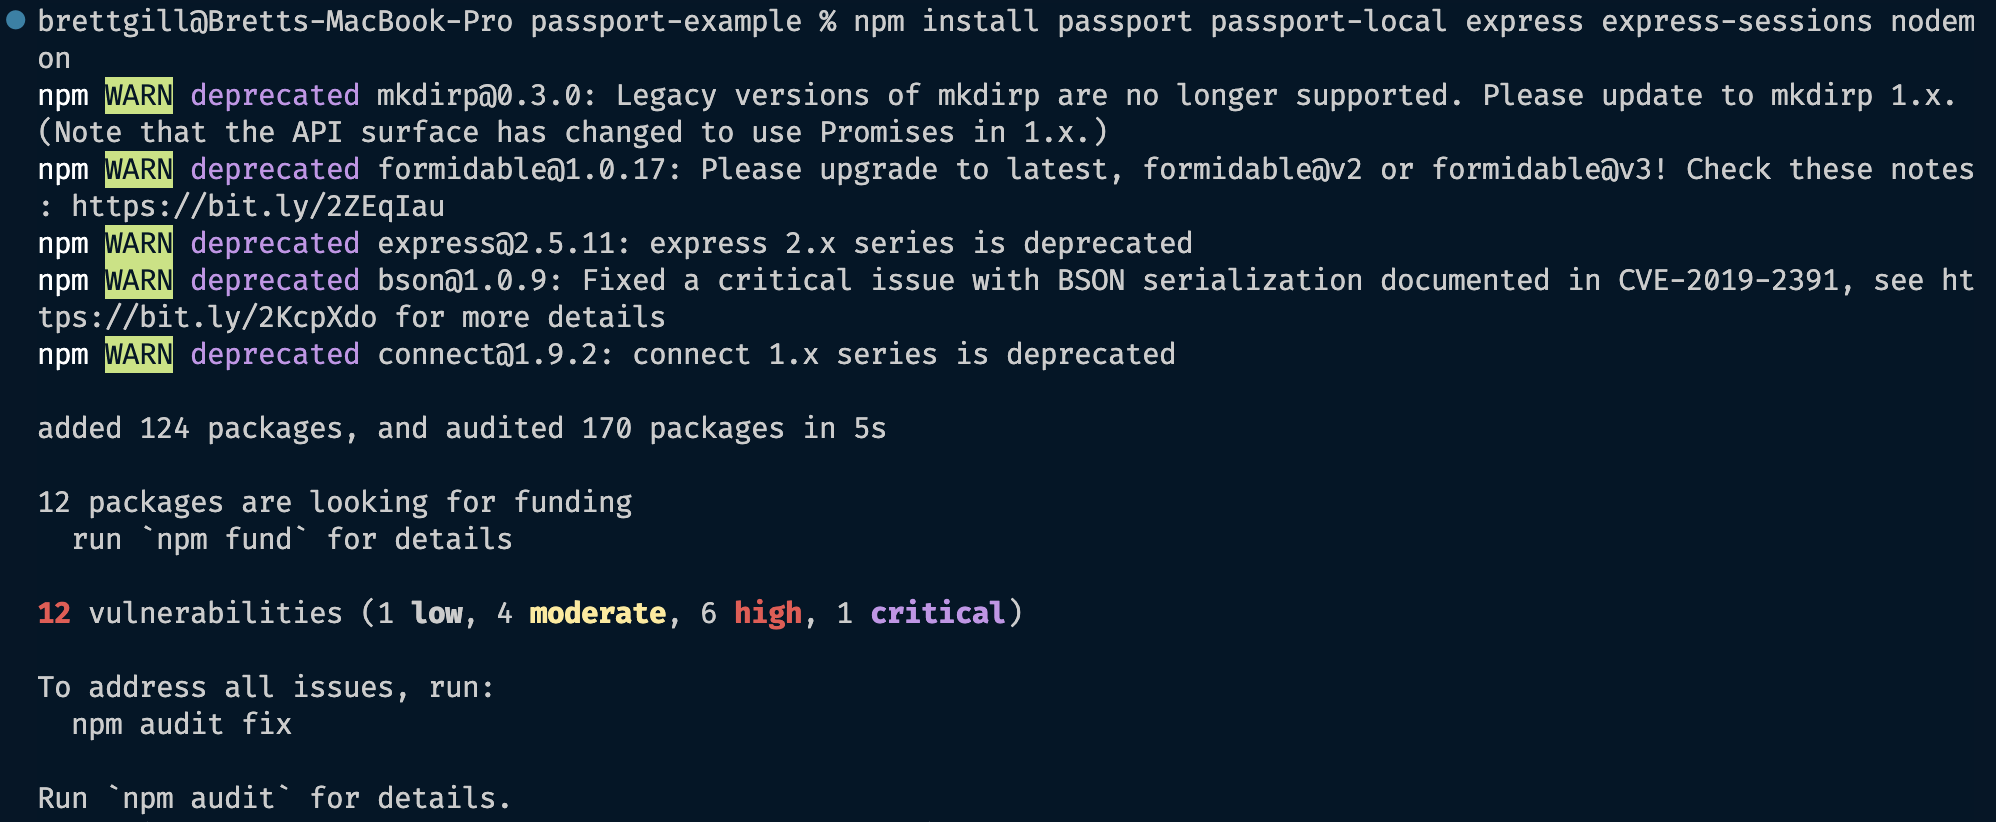 brettgill@Bretts-MacBook-Pro passport-example % npm install passport passport-local express express-sessions nodem
on
npm WARN deprecated mkdirp@0.3.0: Legacy versions of mkdirp are no longer supported. Please update to mkdirp 1.x.
(Note that the API surface has changed to use Promises in 1.x.)
npm WARN deprecated formidable@1.0.17: Please upgrade to latest, formidable@v2 or formidable@v3! Check these notes
: https://bit.ly/2ZEqIau
npm WARN deprecated express@2.5.11: express 2.x series is deprecated
npm WARN deprecated bson@1.0.9: Fixed a critical issue with BSON serialization documented in CVE-2019-2391, see ht
tps://bit.ly/2KcpXdo for more details
npm WARN deprecated connect@1.9.2: connect 1.x series is deprecated
added 124 packages, and audited 170 packages in 5s
12 packages are looking for funding
  run `npm fund` for details
12 vulnerabilities (1 low, 4 moderate, 6 high, 1 critical)
To address all issues, run:
  npm audit fix
Run `npm audit` for details.